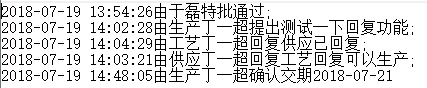 2018-07-19 13:54:26由于磊特批通过;
2018-07-19 14:02:28由生产丁一超提出测试一下回复功能;
2018-07-19 14:04:29由工艺丁一超回复供应已回复;
2018-07-19 14:03:21由供应丁一超回复工艺回复可以生产;
2018-07-19 14:48:05由生产丁一超确认交期2018-07-21